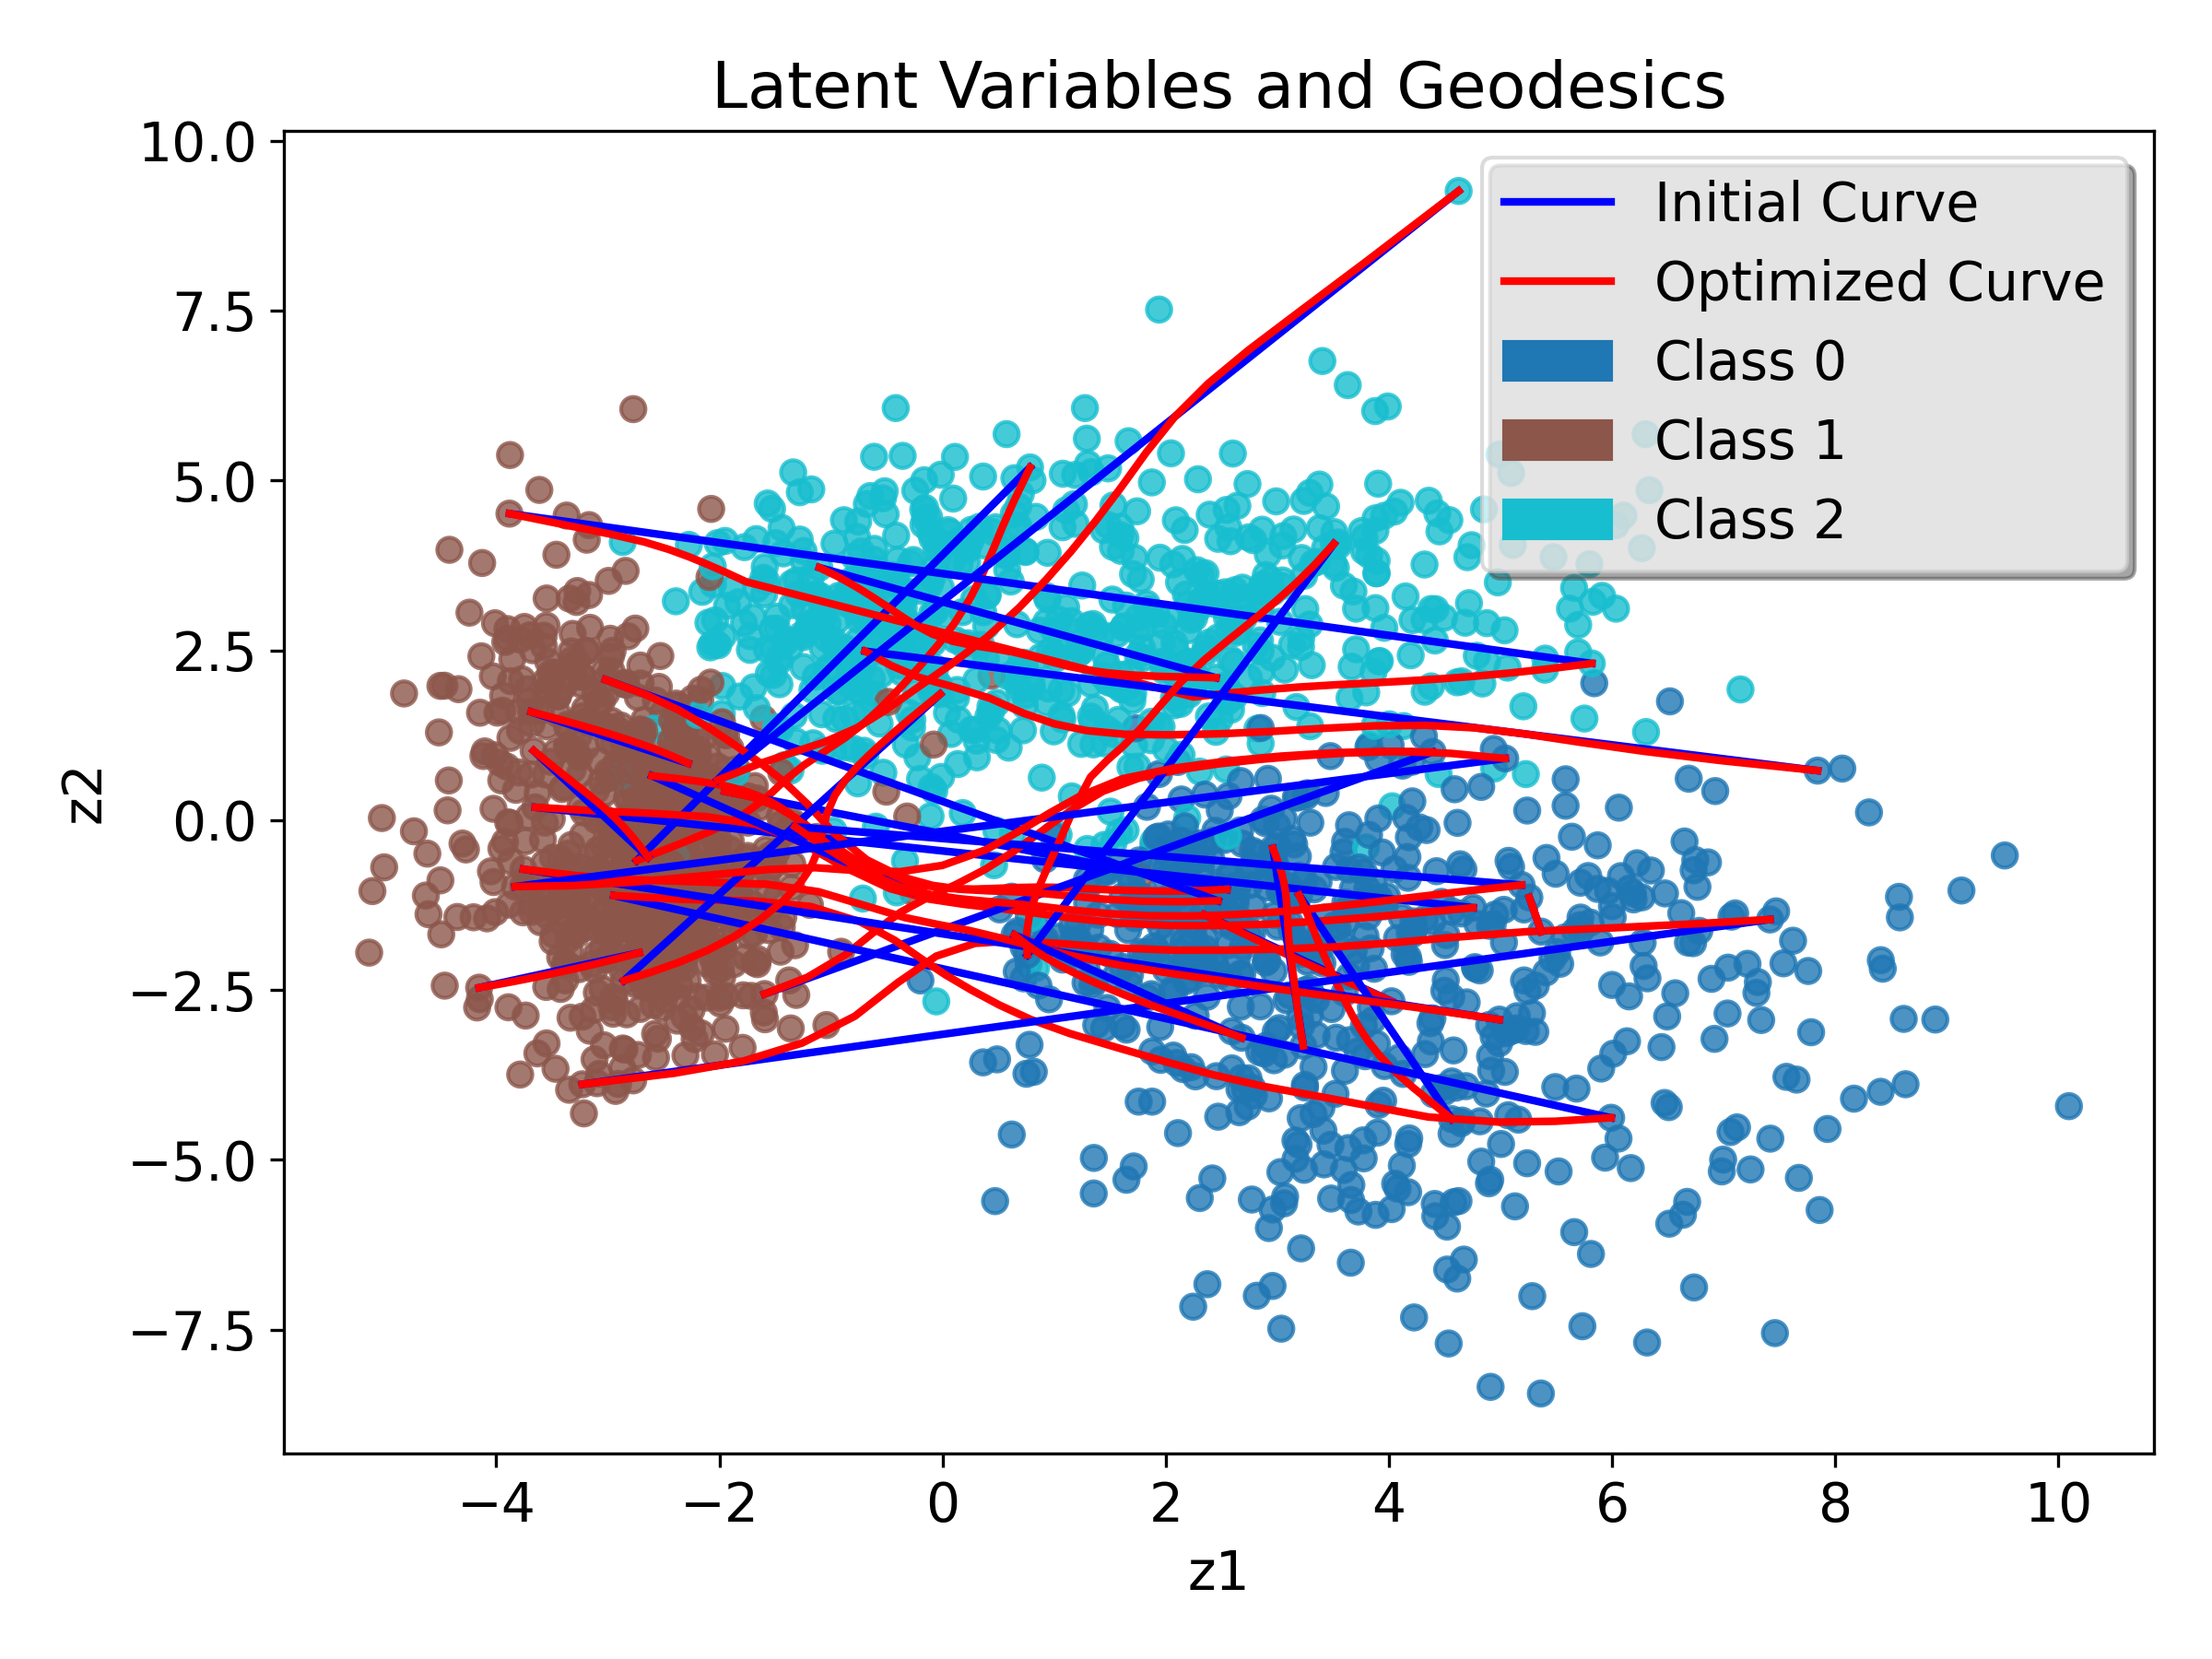 Latent Variables and Geodesics
10.0
7.5
5.0
2.5
0.0
−2.5
−5.0
−7.5
z2
Initial Curve
Optimized Curve
Class 0
Class 1
Class 2
−4 −2 0 2 4 6 8 10
z1